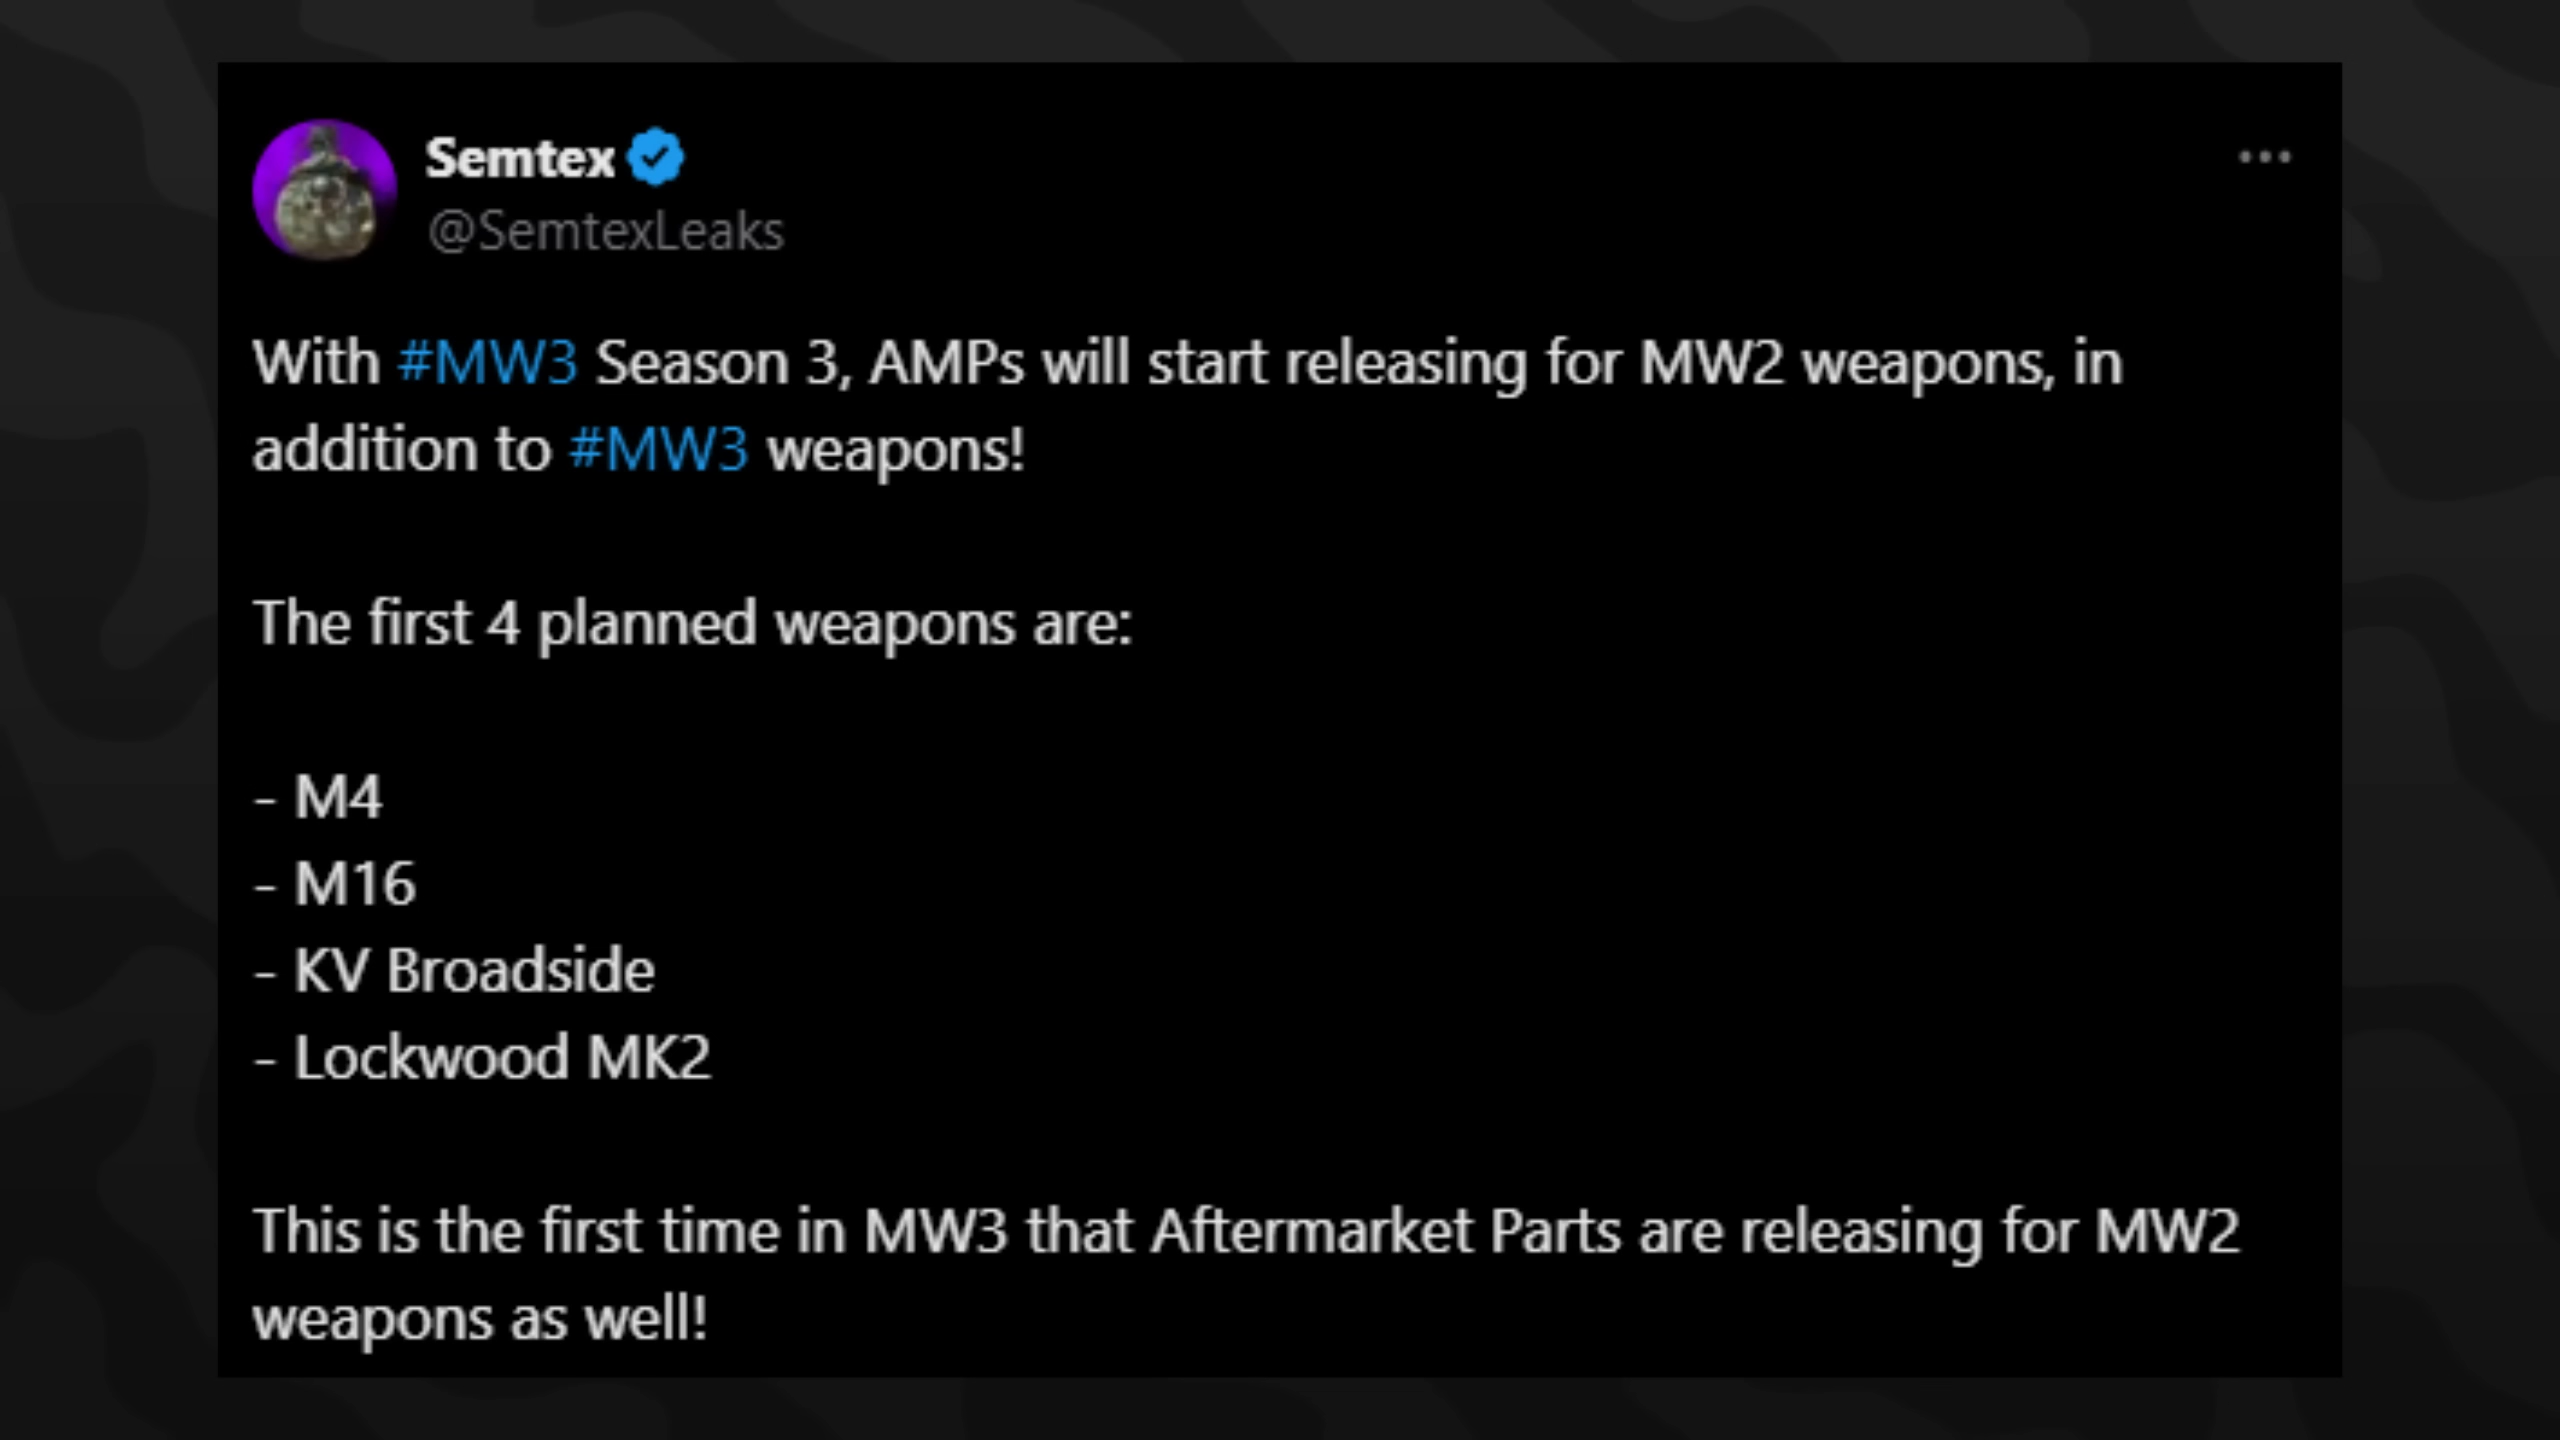 Semtex
@SemtexLeaks
With #MW3 Season 3, AMPs will start releasing for MW2 weapons, in
addition to #MW3 weapons!
The first 4 planned weapons are:
- M4
- M16
- KV Broadside
- Lockwood MK2
This is the first time in MW3 that Aftermarket Parts are releasing for MW2
weapons as well!